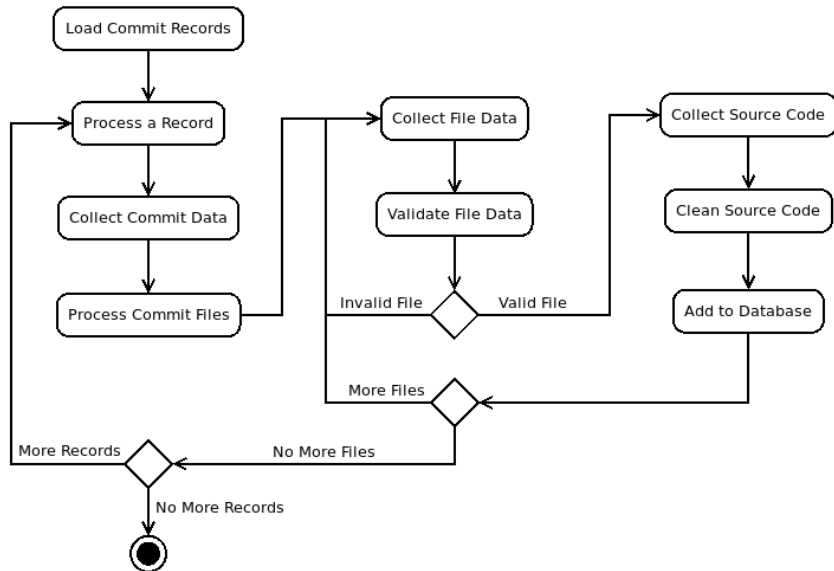 Load Commit Records
Process a Record
Collect Commit Data
Process Commit Files
Collect File Data
Validate File Data
Invalid File
Valid File
Collect Source Code
Clean Source Code
Add to Database
More Files
No More Files
More Records
No More Records